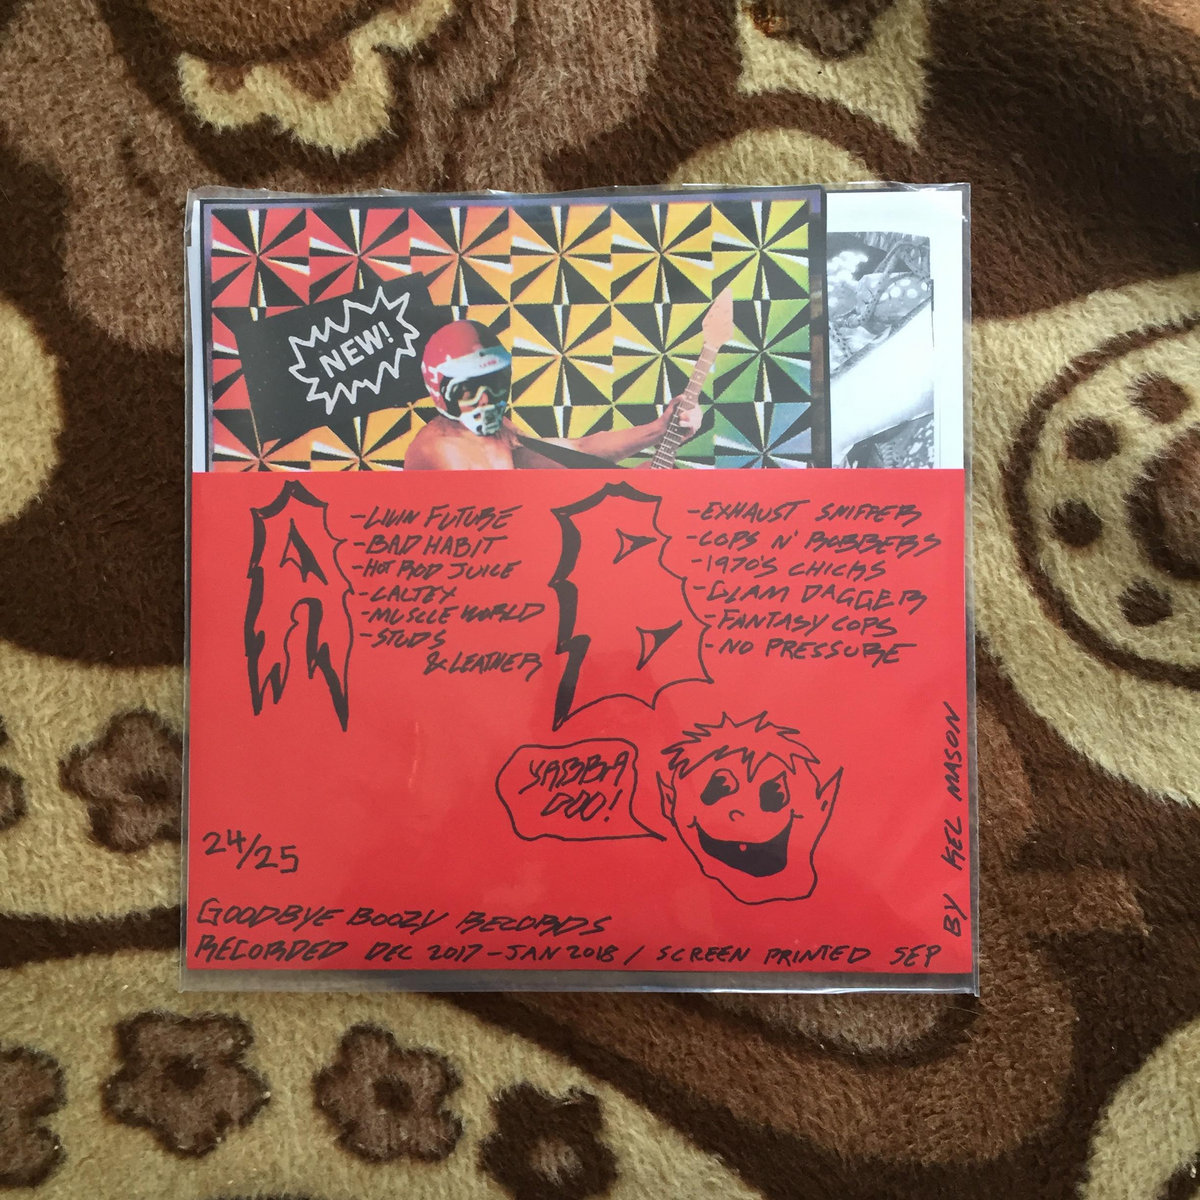 NEW!
A
-LIVIN FUTURE
-BAD HABIT
-HOT ROD JUICE
-CALTEX
-MUSCLE WORLD
-STUDS
& LEATHER
B
-EXHAUST SNIFFER
-COPS N' ROBBERS
-1970'S CHICKS
-GLAM DAGGER
-FANTASY COPS
-NO PRESSURE
YABBA
DOO!
24/25
GOODBYE BOOZY RECORDS
RECORDED DEC 2017-JAN 2018 / SCREEN PRINTED SEP
BY KEL MASON